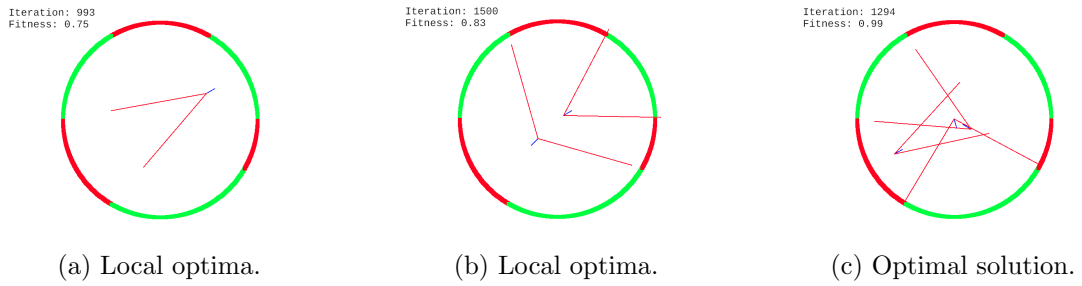 Iteration: 993
Fitness: 0.75
Iteration: 1500
Fitness: 0.83
Iteration: 1294
Fitness: 0.99
(a) Local optima.
(b) Local optima.
(c) Optimal solution.